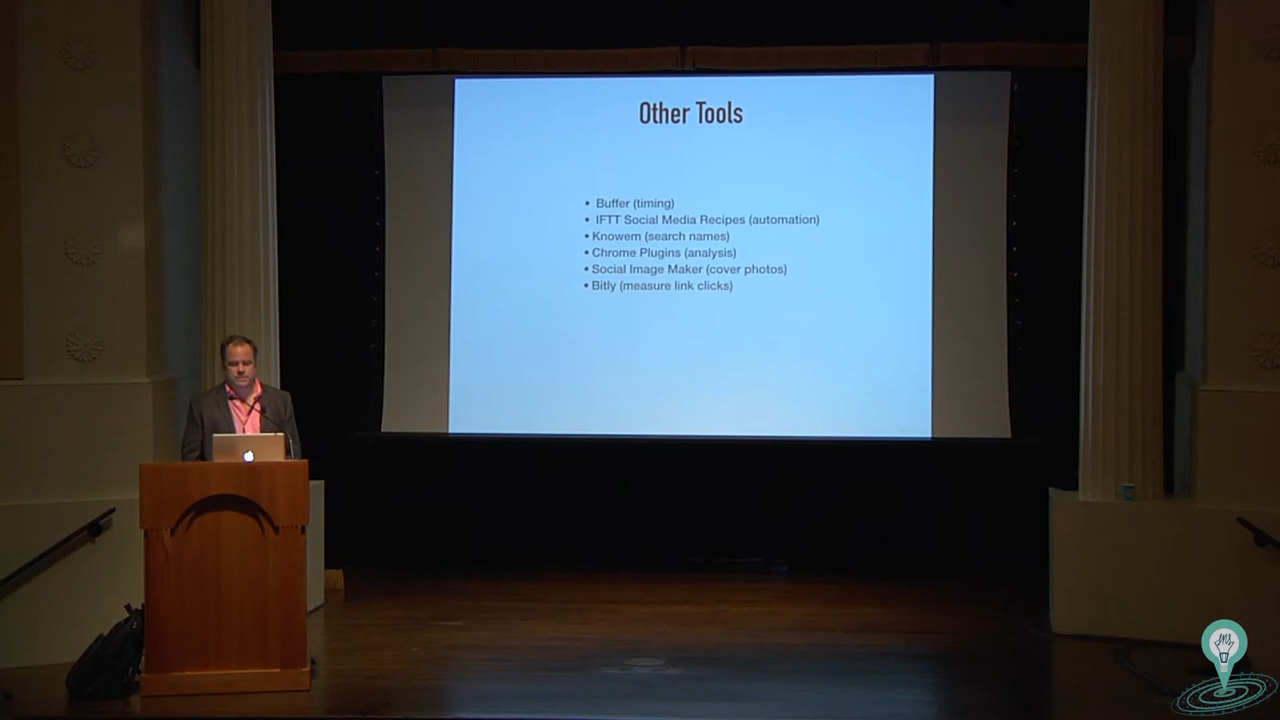 Other Tools
• Buffer (timing)
• IFTT Social Media Recipes (automation)
• Knowem (search names)
• Chrome Plugins (analysis)
• Social Image Maker (cover photos)
• Bitly (measure link clicks)